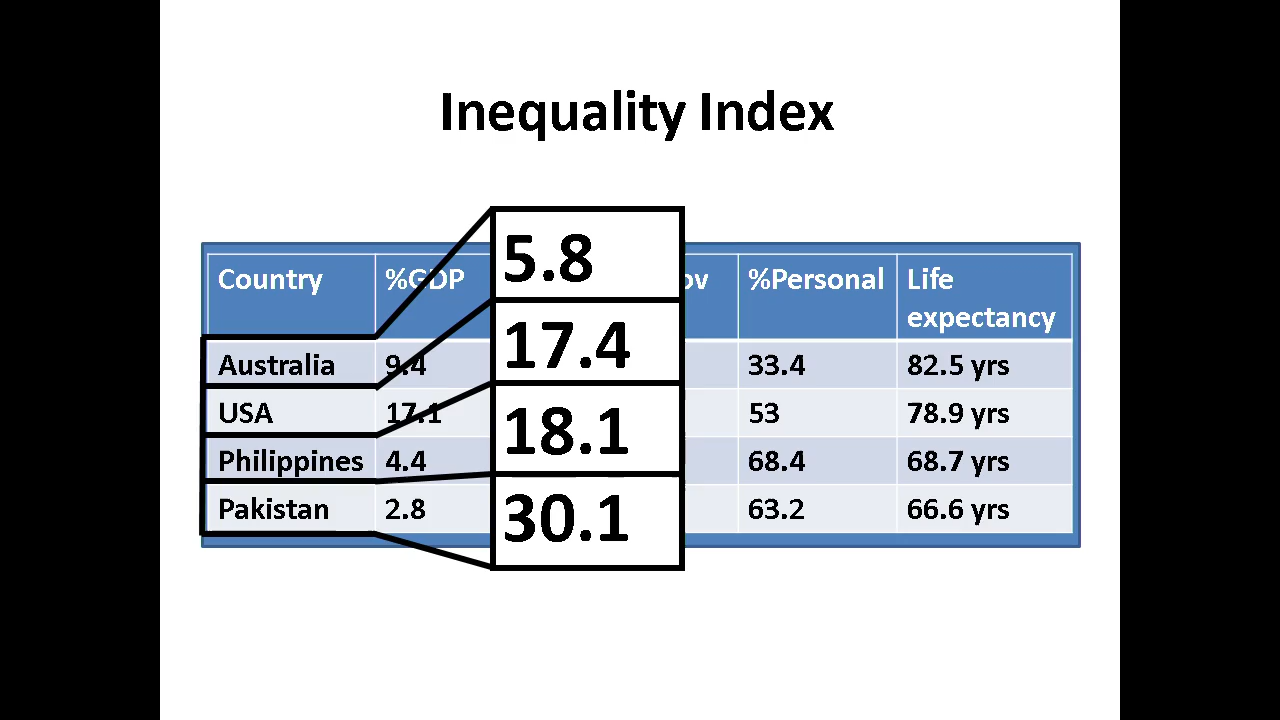 Inequality Index
Country %GDP %Personal Life expectancy
5.8
Australia 9.4 33.4 82.5 yrs
17.4
USA 17.1 53 78.9 yrs
18.1
Philippines 4.4 68.4 68.7 yrs
30.1
Pakistan 2.8 63.2 66.6 yrs